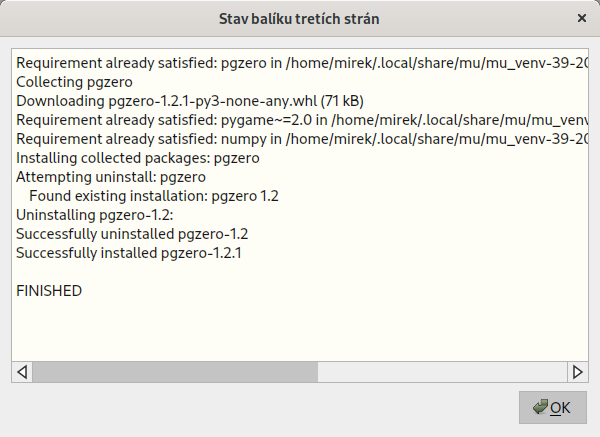 Stav balíku tretích strán
Requirement already satisfied: pgzero in /home/mirek/.local/share/mu/mu_venv-39-20
Collecting pgzero
Downloading pgzero-1.2.1-py3-none-any.whl (71 kB)
Requirement already satisfied: pygame~=2.0 in /home/mirek/.local/share/mu/mu_venv
Requirement already satisfied: numpy in /home/mirek/.local/share/mu/mu_venv-39-20
Installing collected packages: pgzero
Attempting uninstall: pgzero
Found existing installation: pgzero 1.2
Uninstalling pgzero-1.2:
Successfully uninstalled pgzero-1.2
Successfully installed pgzero-1.2.1
FINISHED
OK